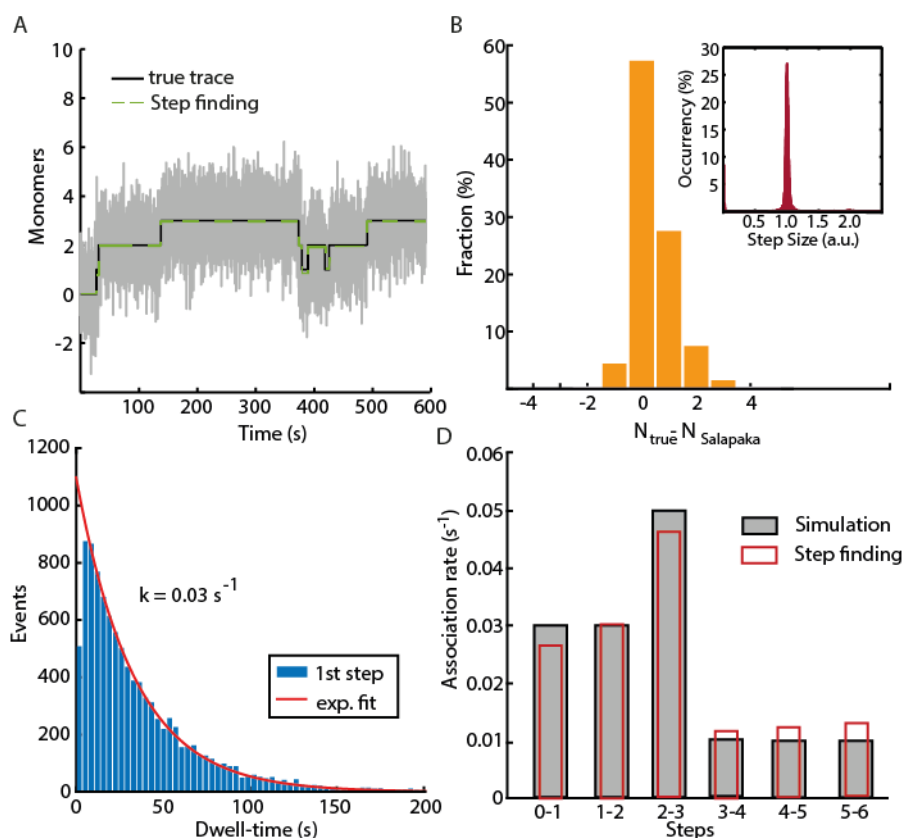 A
10
8
6
4
2
0
-2
Monomers
true trace
Step finding
100
200
300
400
500
600
Time (s)
B
60
50
40
30
20
10
Fraction (%)
-4
-2
0
2
4
N true - N Salapaka
30
25
20
15
10
5
Occurrency (%)
0.5
1.0
1.5
2.0
Step Size (a.u.)
C
1200
1000
800
600
400
200
0
Events
k = 0.03 s-1
1st step
exp. fit
0
50
100
150
200
Dwell-time (s)
D
0.06
0.05
0.04
0.03
0.02
0.01
0
Association rate (s-1)
Simulation
Step finding
0-1
1-2
2-3
3-4
4-5
5-6
Steps